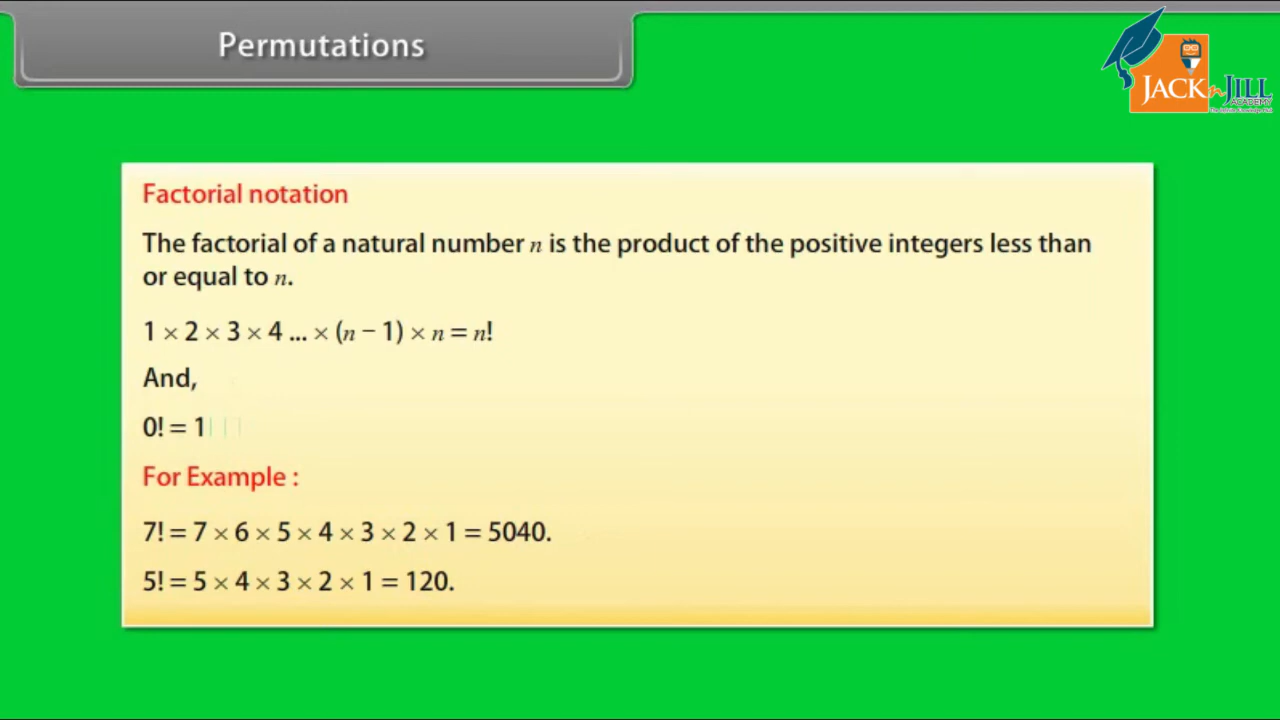 Permutations
JACK n JILL
ACADEMY
Factorial notation
The factorial of a natural number n is the product of the positive integers less than
or equal to n.
1 × 2 × 3 × 4 ... × (n − 1) × n = n!
And,
0! = 1
For Example :
7! = 7 × 6 × 5 × 4 × 3 × 2 × 1 = 5040.
5! = 5 × 4 × 3 × 2 × 1 = 120.